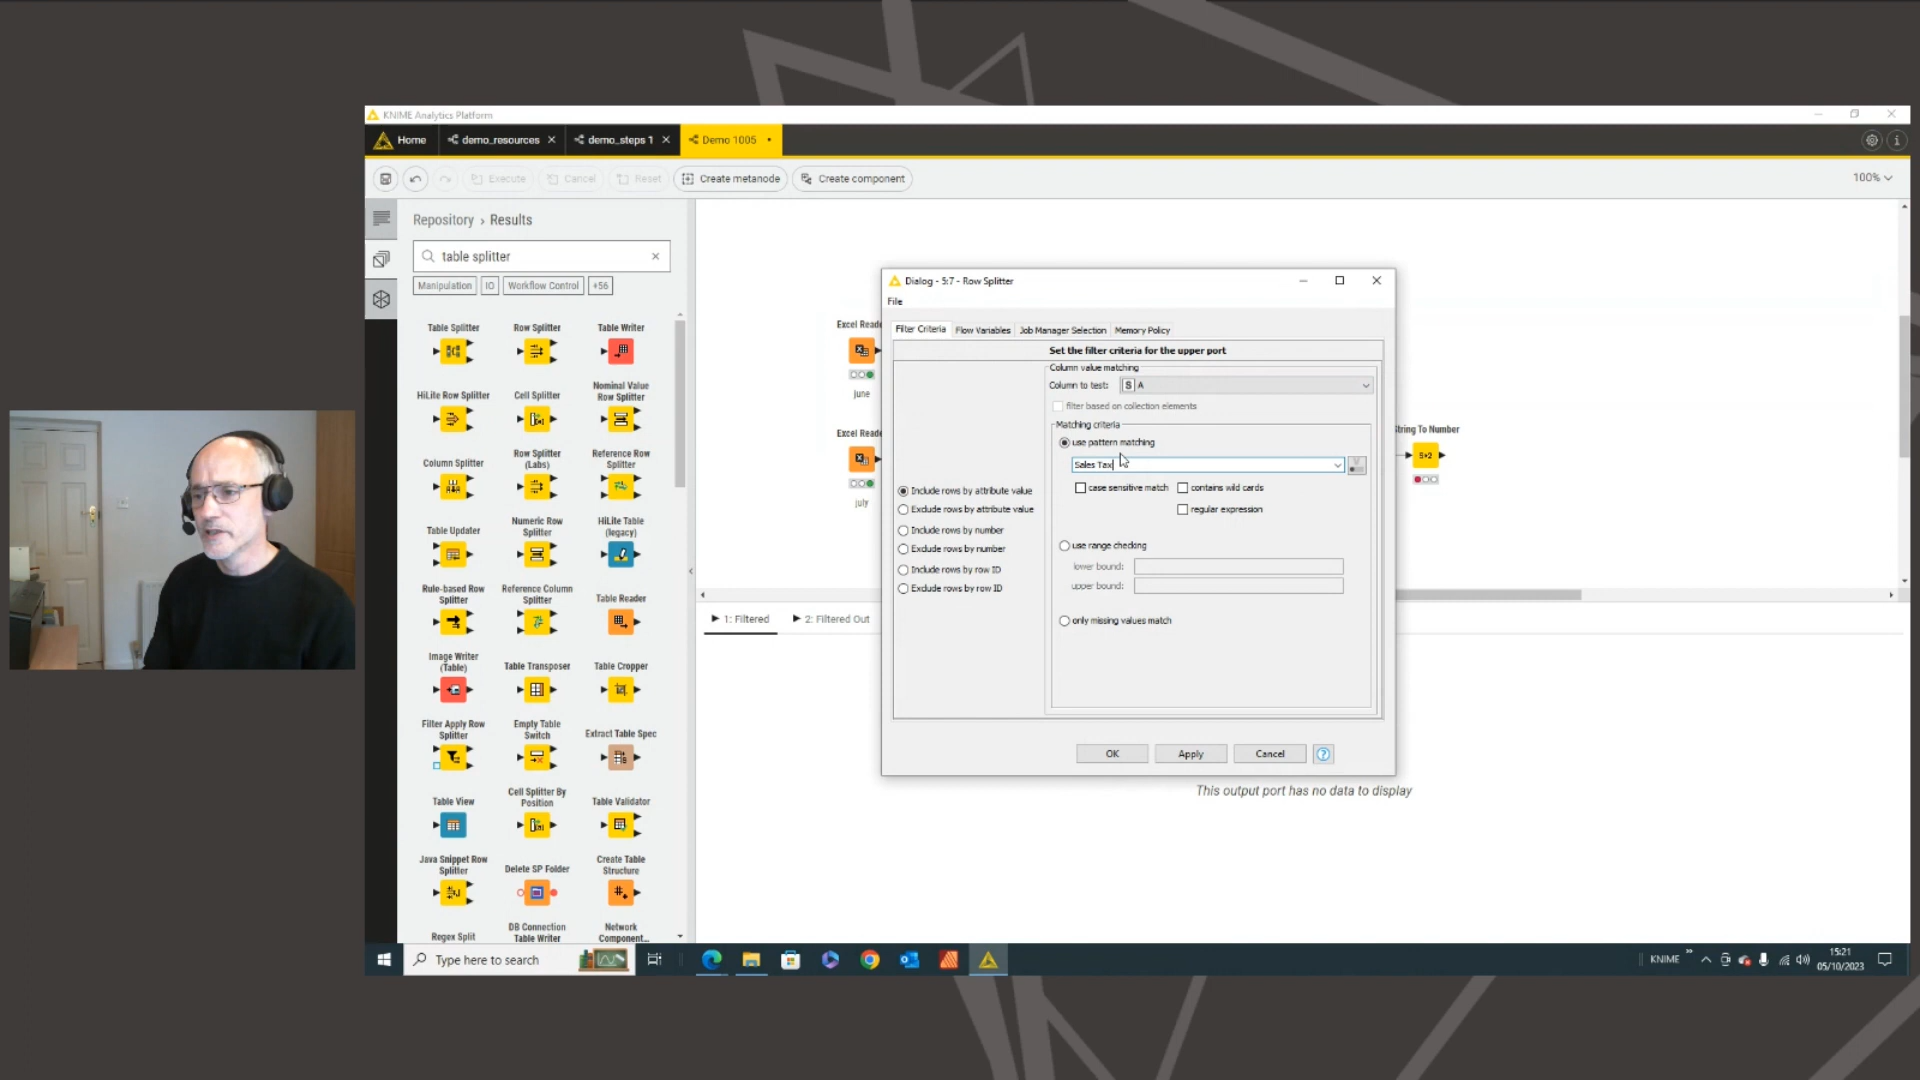 KNIME Analytics Platform
Home
demo_resources
demo_steps 1
Demo 1005
Execute
Cancel
Reset
Create metanode
Create component
100%
Repository › Results
table splitter
Manipulation
IO
Workflow Control
+56
Table Splitter
Row Splitter
Table Writer
HiLite Row Splitter
Cell Splitter
Nominal Value
Row Splitter
Column Splitter
Row Splitter
(Labs)
Reference Row
Splitter
Table Updater
Numeric Row
Splitter
HiLite Table
(legacy)
Rule-based Row
Splitter
Reference Column
Splitter
Table Reader
Image Writer
(Table)
Table Transposer
Table Cropper
Filter Apply Row
Splitter
Empty Table
Switch
Extract Table Spec
Table View
Cell Splitter By
Position
Table Validator
Java Snippet Row
Splitter
Delete SP Folder
Create Table
Structure
Regex Split
DB Connection
Table Writer
Network
Component...
Excel Reade
june
Excel Reade
july
String To Number
S+2
1: Filtered
2: Filtered Out
Dialog - 5:7 - Row Splitter
File
Filter Criteria
Flow Variables
Job Manager Selection
Memory Policy
Set the filter criteria for the upper port
Include rows by attribute value
Exclude rows by attribute value
Include rows by number
Exclude rows by number
Include rows by row ID
Exclude rows by row ID
Column value matching
Column to test:
S A
filter based on collection elements
Matching criteria
use pattern matching
Sales Tax
case sensitive match
contains wild cards
regular expression
use range checking
lower bound:
upper bound:
only missing values match
OK
Apply
Cancel
?
This output port has no data to display
Type here to search
KNIME
15:21
05/10/2023